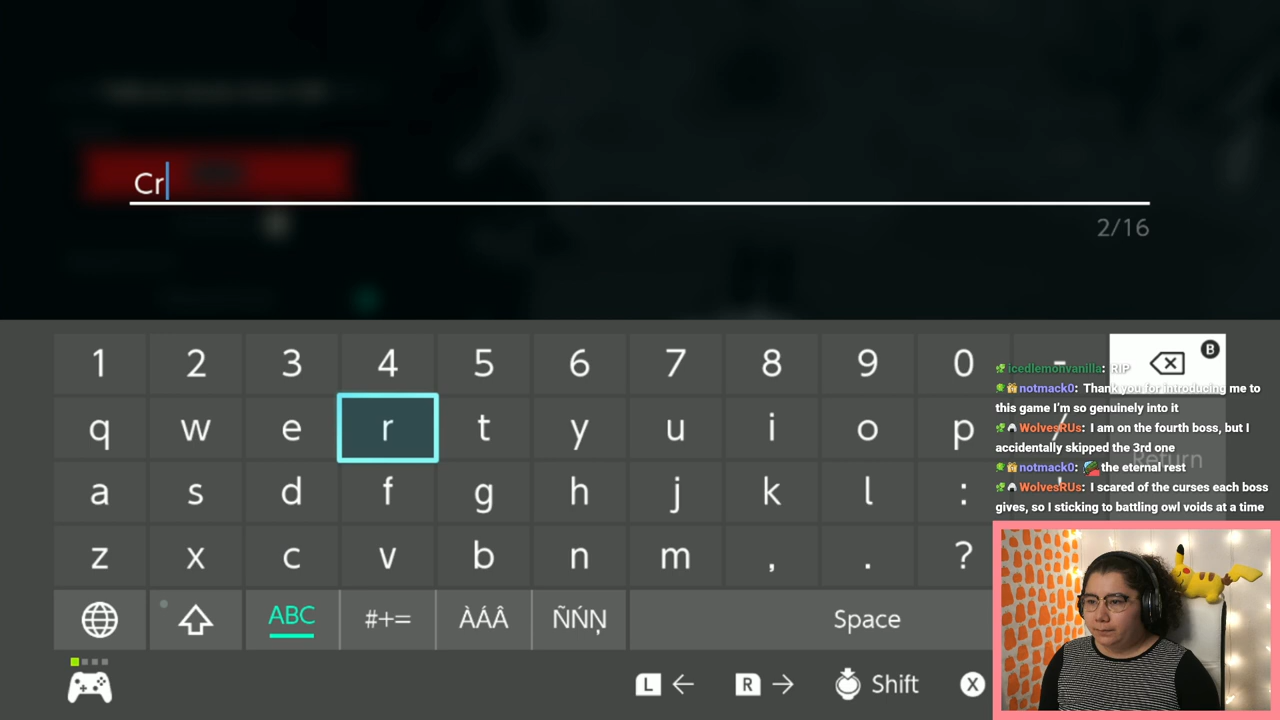 Cr
2/16
1 2 3 4 5 6 7 8 9 0 - B
q w e r t y u i o p /
a s d f g h j k l : ' Return
z x c v b n m , . ?
ABC #+= ÀÁÂ ÑŃŅ Space
L ← R → Shift X
icedlemonvanilla: RIP
notmack0: Thank you for introducing me to
this game I'm so genuinely into it
WolvesRUs: I am on the fourth boss, but I
accidentally skipped the 3rd one
notmack0: the eternal rest
WolvesRUs: I scared of the curses each boss
gives, so I sticking to battling owl voids at a time